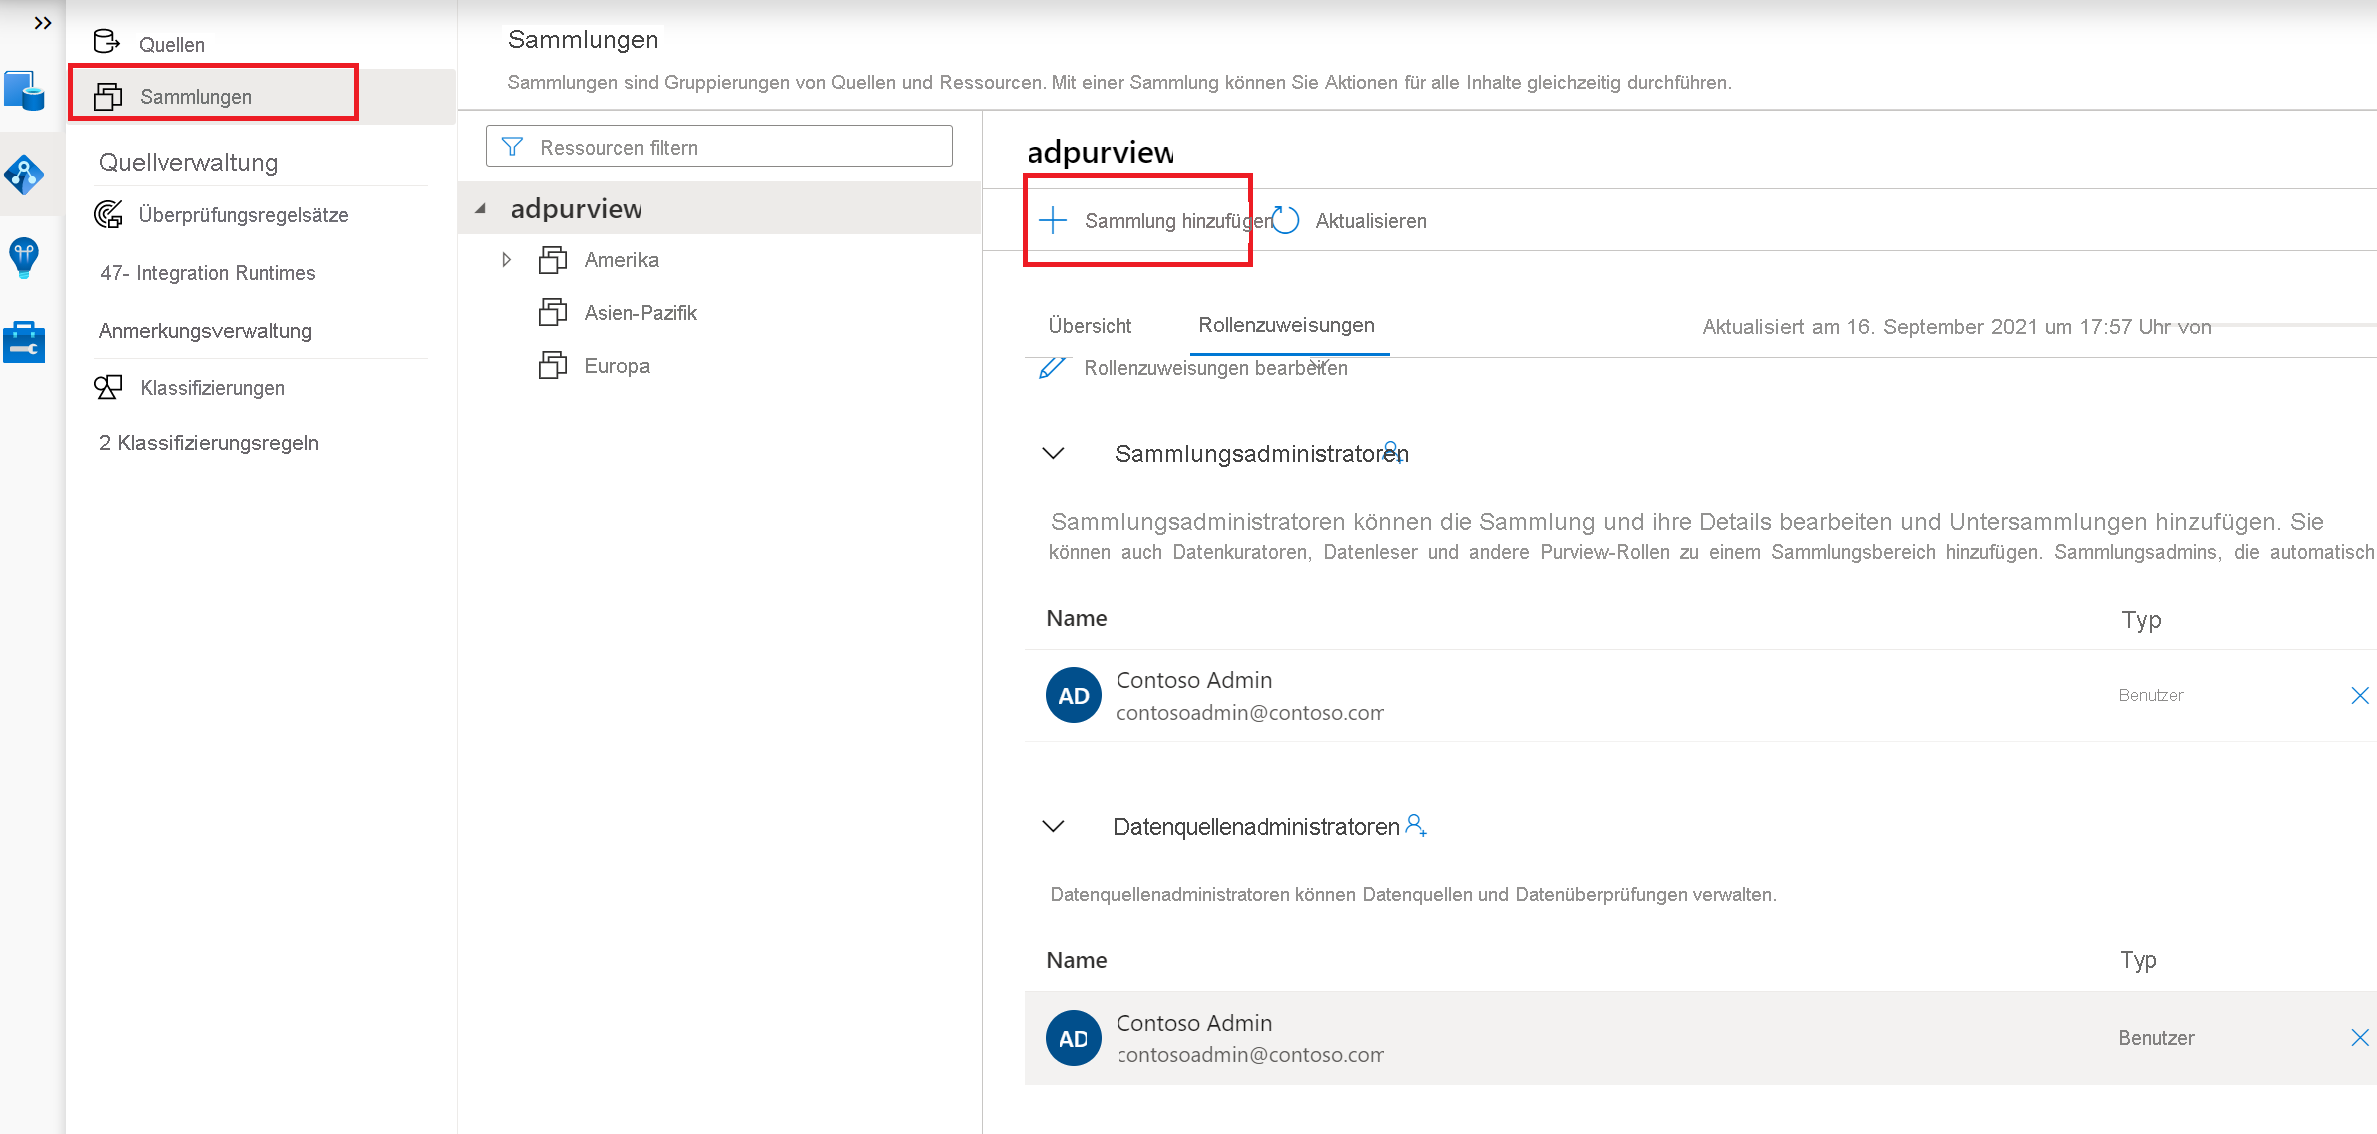 Quellen
Sammlungen
Quellverwaltung
Überprüfungsregelsätze
47- Integration Runtimes
Anmerkungsverwaltung
Klassifizierungen
2 Klassifizierungsregeln
Sammlungen
Sammlungen sind Gruppierungen von Quellen und Ressourcen. Mit einer Sammlung können Sie Aktionen für alle Inhalte gleichzeitig durchführen.
Ressourcen filtern
adpurview
Amerika
Asien-Pazifik
Europa
adpurview
Sammlung hinzufügen
Aktualisieren
Übersicht
Rollenzuweisungen
Aktualisiert am 16. September 2021 um 17:57 Uhr von
Rollenzuweisungen bearbeiten
Sammlungsadministratoren
Sammlungsadministratoren können die Sammlung und ihre Details bearbeiten und Untersammlungen hinzufügen. Sie
können auch Datenkuratoren, Datenleser und andere Purview-Rollen zu einem Sammlungsbereich hinzufügen. Sammlungsadmins, die automatisch
Name
Typ
AD
Contoso Admin
contosoadmin@contoso.com
Benutzer
Datenquellenadministratoren
Datenquellenadministratoren können Datenquellen und Datenüberprüfungen verwalten.
Name
Typ
AD
Contoso Admin
contosoadmin@contoso.com
Benutzer